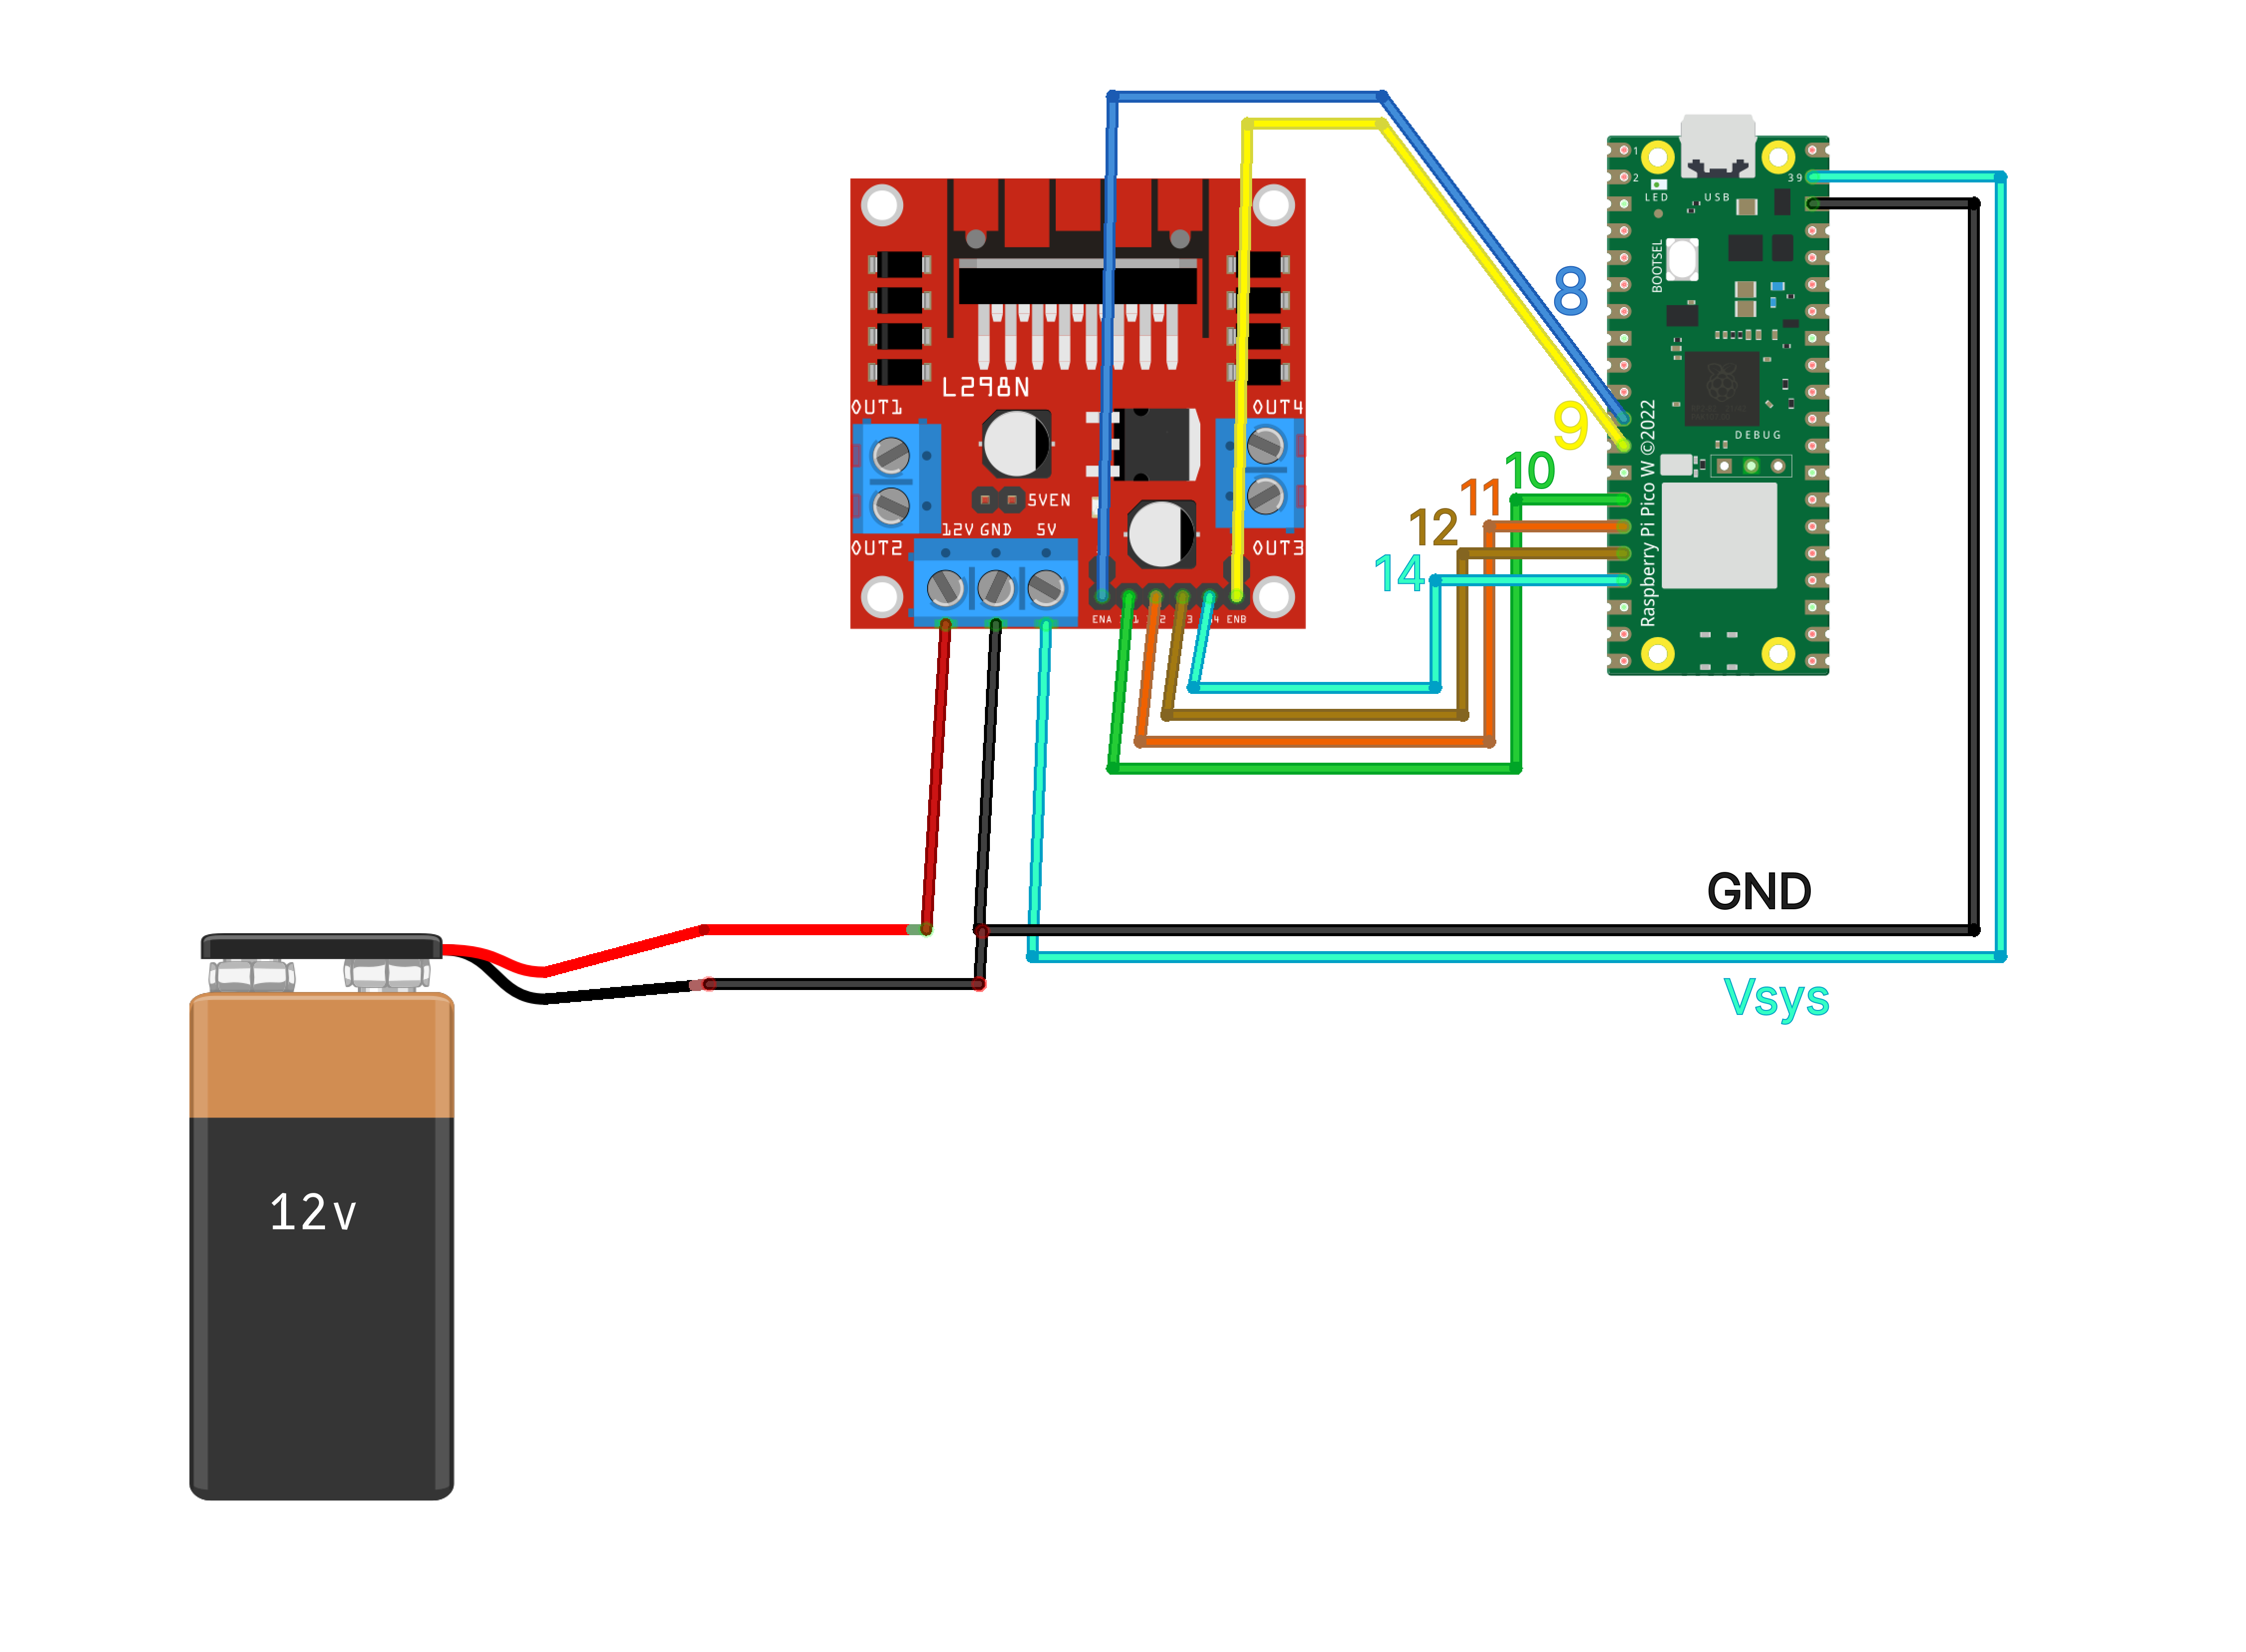 1
39
2
LED
USB
BOOTSEL
8
L298N
OUT1
OUT4
9
Raspberry Pi Pico W ©2022
DEBUG
10
11
5VEN
12
12V GND 5V
OUT2
OUT3
14
ENA 1 2 3 4 ENB
GND
Vsys
12v